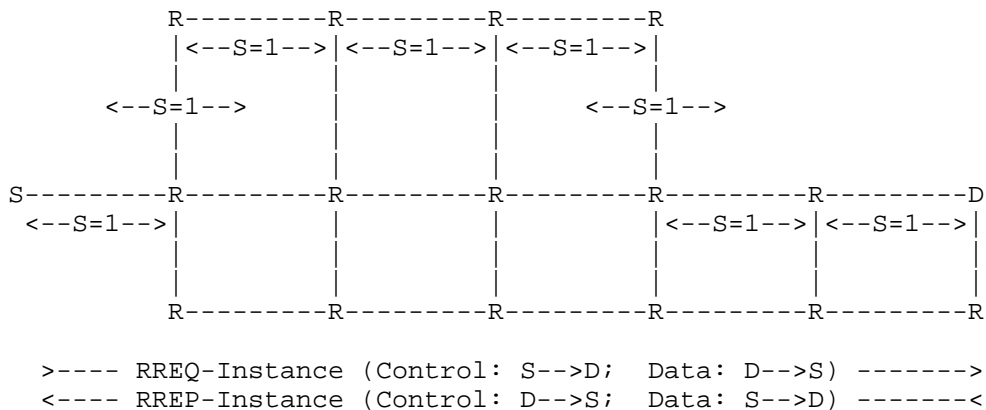 R---------R---------R---------R
|<--S=1-->|<--S=1-->|<--S=1-->|
| | | |
<--S=1--> | | <--S=1-->
| | | |
| | | |
S---------R---------R---------R---------R---------R---------D
<--S=1-->| | | |<--S=1-->|<--S=1-->|
| | | | | |
| | | | | |
| | | | | |
R---------R---------R---------R---------R---------R
>---- RREQ-Instance (Control: S-->D; Data: D-->S) ------->
<---- RREP-Instance (Control: D-->S; Data: S-->D) -------<